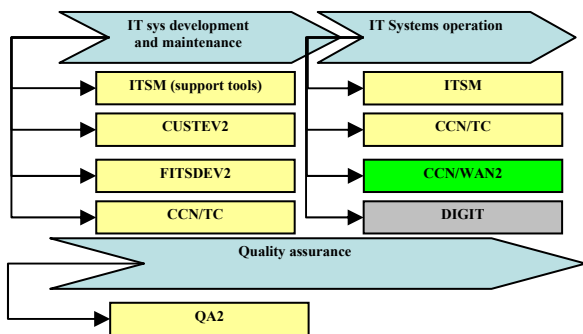 IT sys development
and maintenance
ITSM (support tools)
CUSTEV2
FITSDEV2
CCN/TC
IT Systems operation
ITSM
CCN/TC
CCN/WAN2
DIGIT
Quality assurance
QA2